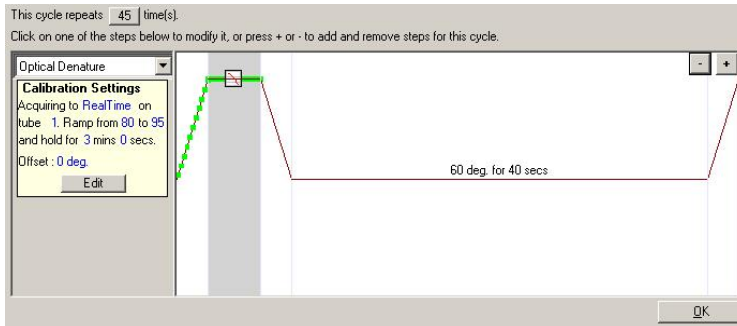 This cycle repeats 45 time(s).
Click on one of the steps below to modify it, or press + or - to add and remove steps for this cycle.
Optical Denature
- +
Calibration Settings
Acquiring to RealTime on
tube 1. Ramp from 80 to 95
and hold for 3 mins 0 secs.
Offset : 0 deg.
Edit
60 deg. for 40 secs
OK